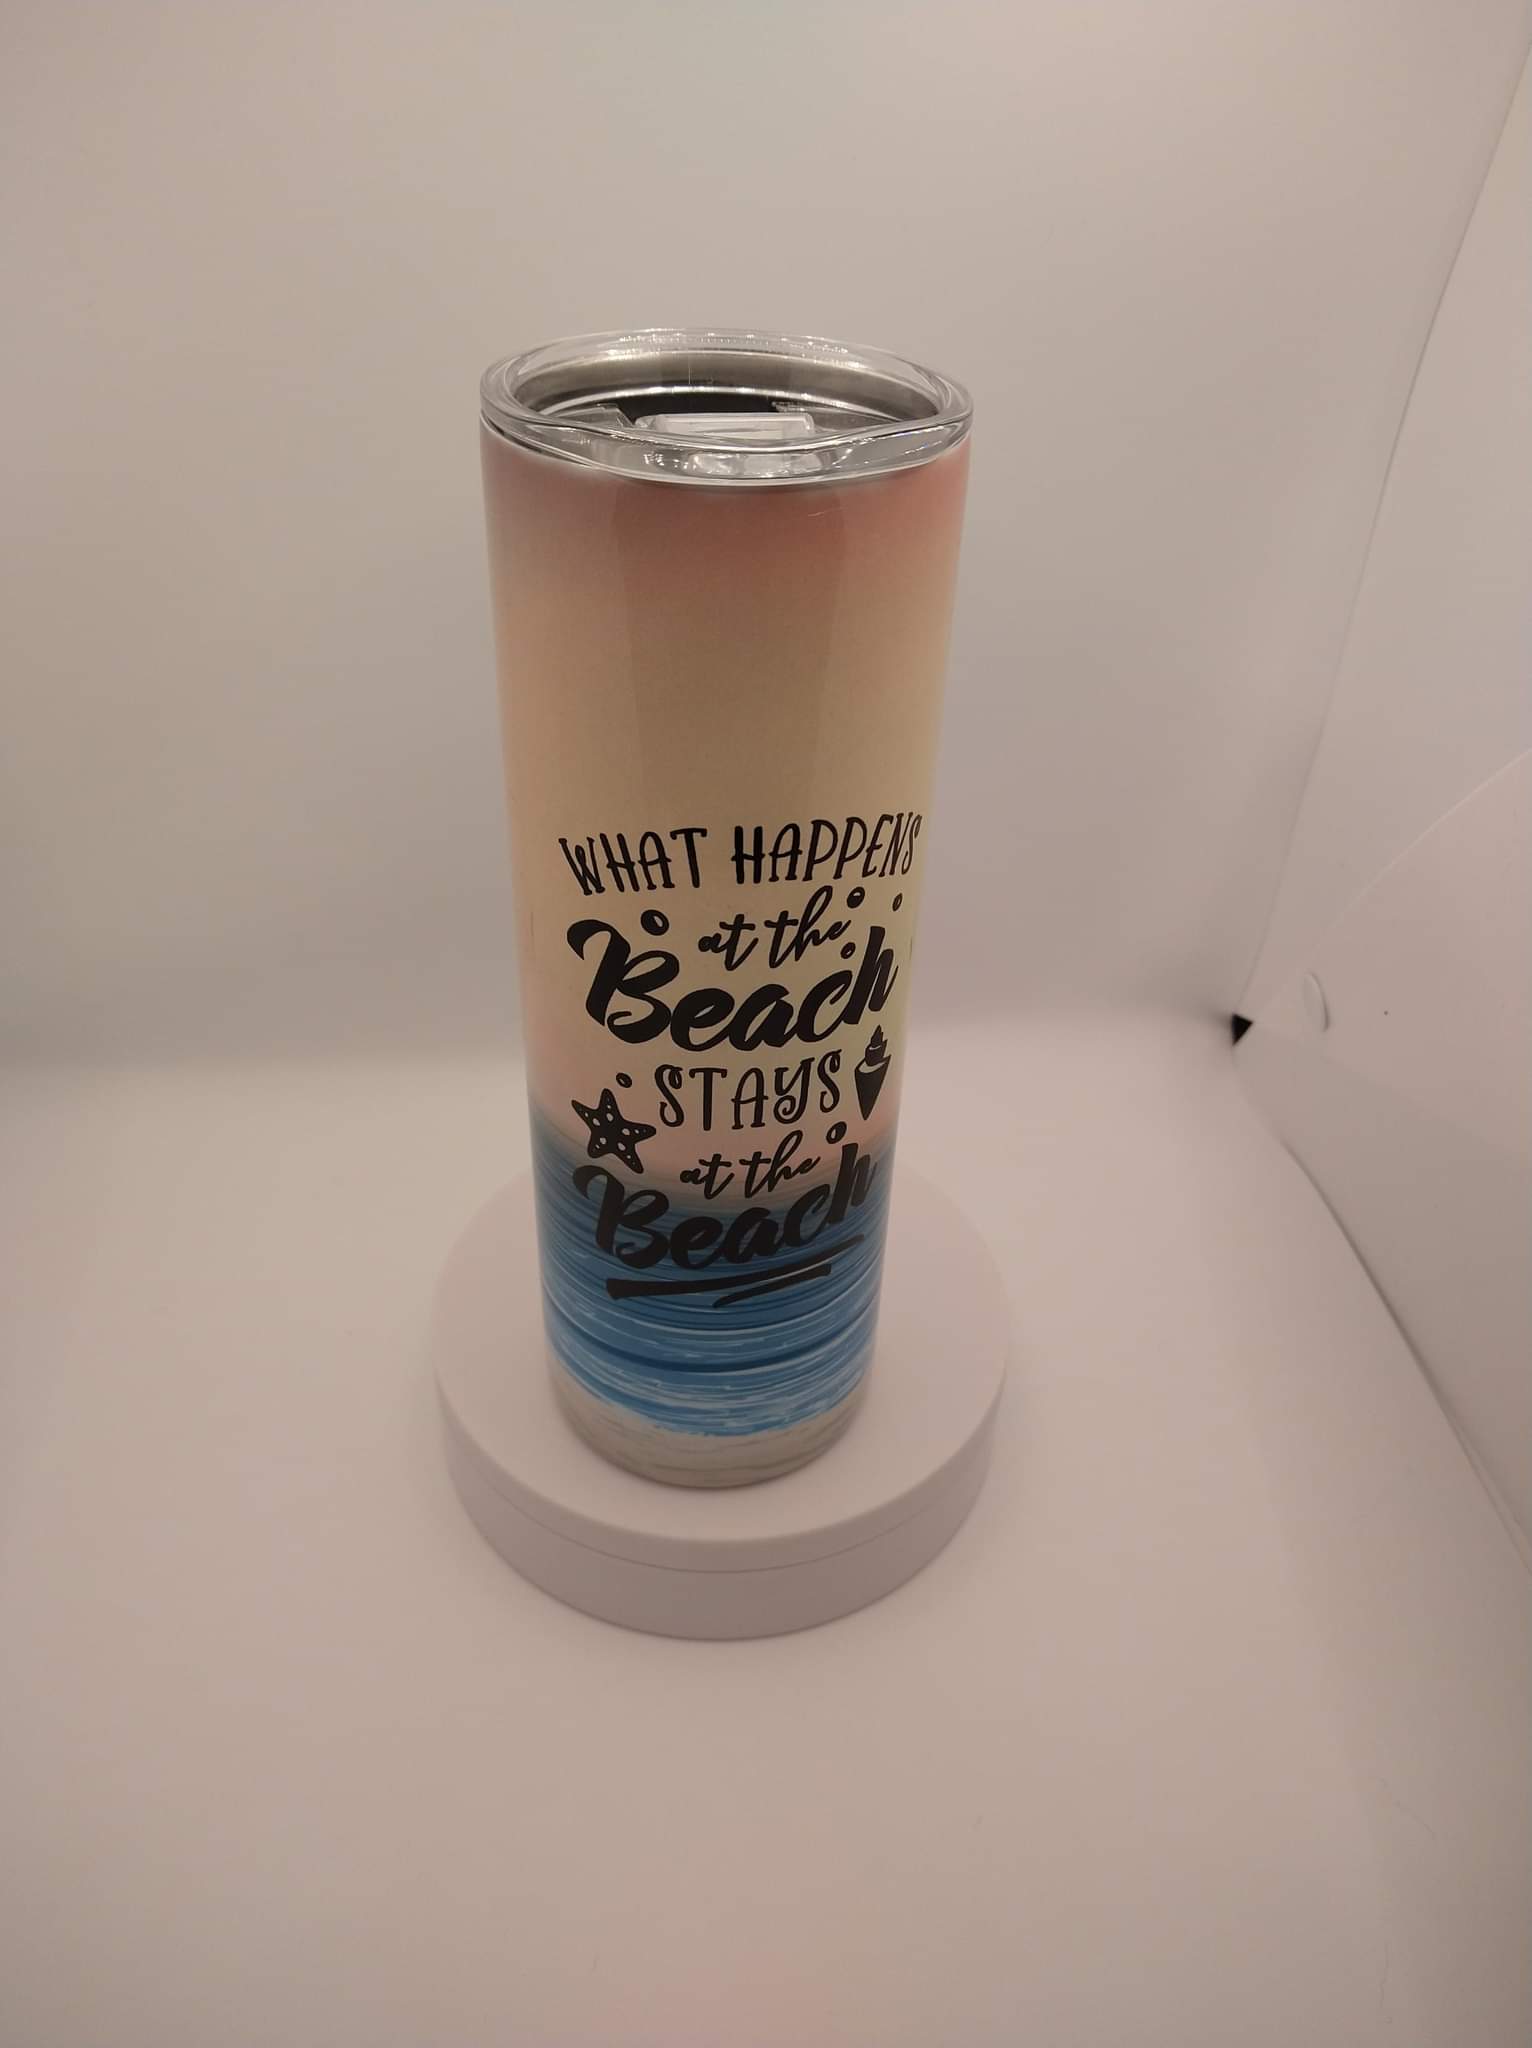 WHAT HAPPENS
at the
Beach
STAYS
at the
Beach